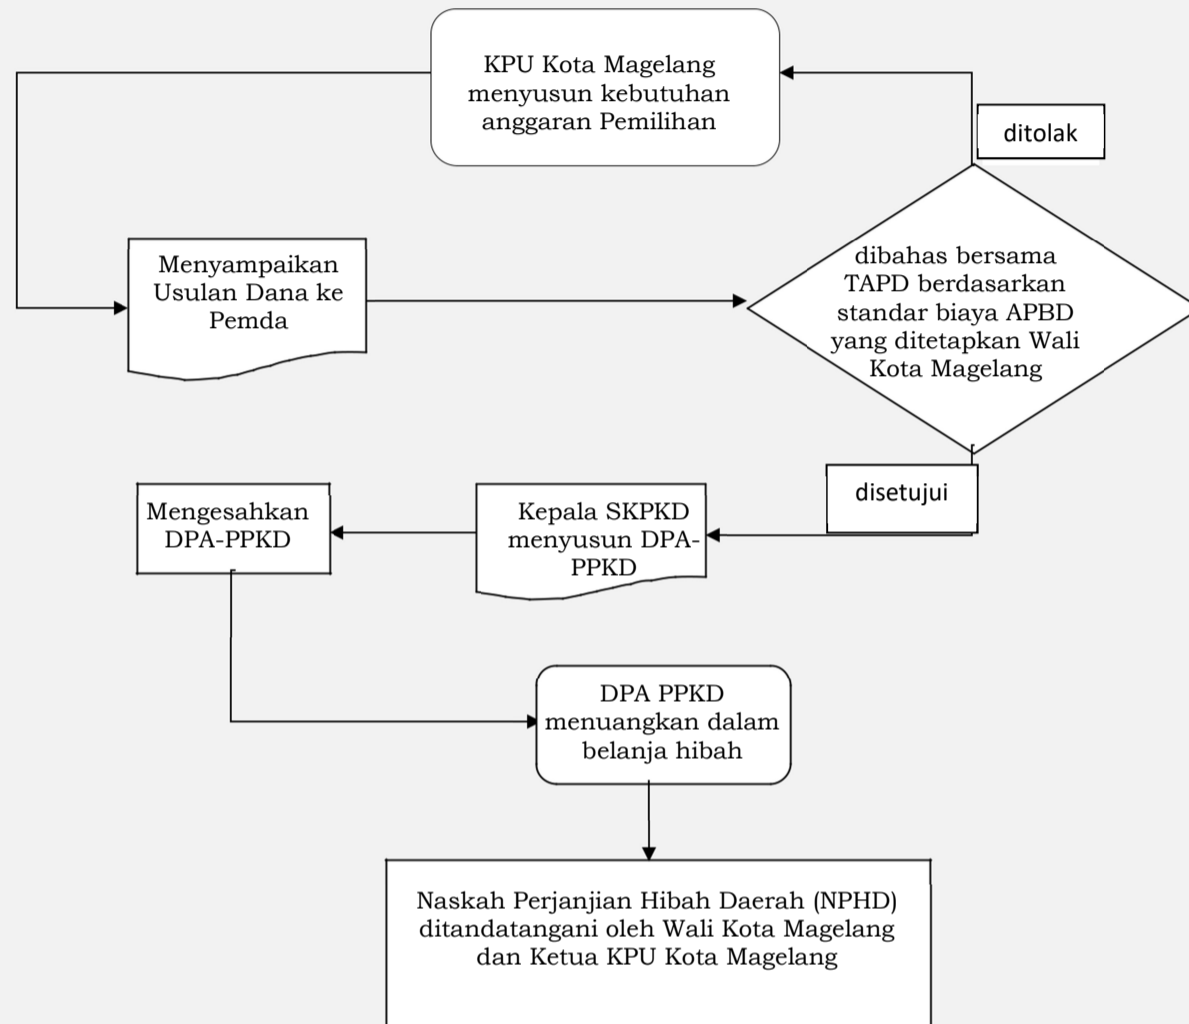 KPU Kota Magelang
menyusun kebutuhan
anggaran Pemilihan
ditolak
Menyampaikan
Usulan Dana ke
Pemda
dibahas bersama
TAPD berdasarkan
standar biaya APBD
yang ditetapkan Wali
Kota Magelang
disetujui
Kepala SKPKD
menyusun DPA-
PPKD
Mengesahkan
DPA-PPKD
DPA PPKD
menuangkan dalam
belanja hibah
Naskah Perjanjian Hibah Daerah (NPHD)
ditandatangani oleh Wali Kota Magelang
dan Ketua KPU Kota Magelang